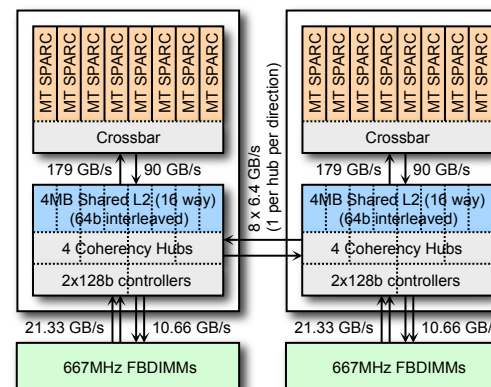 MT SPARC
MT SPARC
MT SPARC
MT SPARC
MT SPARC
MT SPARC
MT SPARC
MT SPARC
Crossbar
179 GB/s
90 GB/s
4MB Shared L2 (16 way)
(64b interleaved)
4 Coherency Hubs
2x128b controllers
21.33 GB/s
10.66 GB/s
667MHz FBDIMMs
8 x 6.4 GB/s
(1 per hub per direction)
MT SPARC
MT SPARC
MT SPARC
MT SPARC
MT SPARC
MT SPARC
MT SPARC
MT SPARC
Crossbar
179 GB/s
90 GB/s
4MB Shared L2 (16 way)
(64b interleaved)
4 Coherency Hubs
2x128b controllers
21.33 GB/s
10.66 GB/s
667MHz FBDIMMs